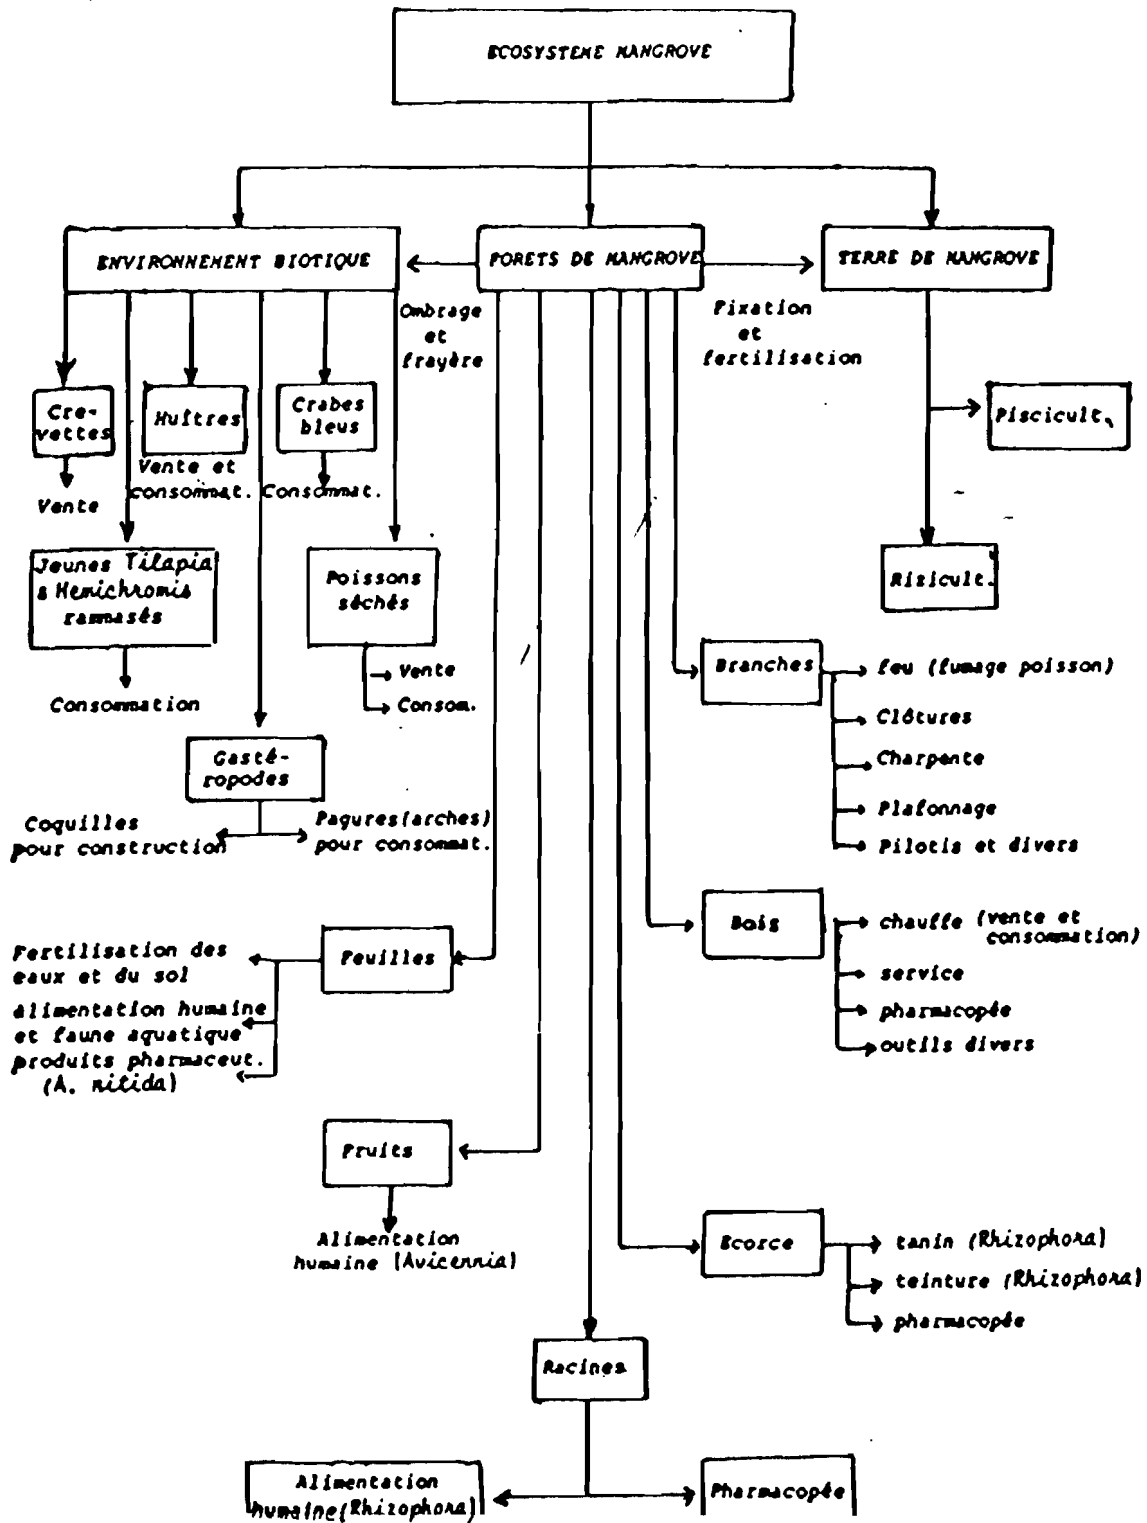 ECOSYSTEME MANGROVE
ENVIRONNEMENT BIOTIQUE
FORETS DE MANGROVE
TERRE DE MANGROVE
Ombrage
et
frayère
Fixation
et
fertilisation
Cre-
vettes
Huîtres
Crabes
bleus
Piscicult.
Vente
Vente et
consommat.
Consommat.
Jeunes Tilapia
& Hemichromis
rammasés
Poissons
séchés
Rizicult.
Consommation
Vente
Consom.
Branches
feu (fumage poisson)
Clôtures
Charpente
Plafonnage
Pilotis et divers
Gasté-
ropodes
Coquilles
pour construction
Pagures(arches)
pour consommat.
Bois
chauffe (vente et
consommation)
service
pharmacopée
outils divers
Feuilles
Fertilisation des
eaux et du sol
alimentation humaine
et faune aquatique
produits pharmaceut.
(A. nitida)
Fruits
Alimentation
humaine (Avicennia)
Ecorce
tanin (Rhizophora)
teinture (Rhizophora)
pharmacopée
Racines
Alimentation
humaine(Rhizophora)
Pharmacopée